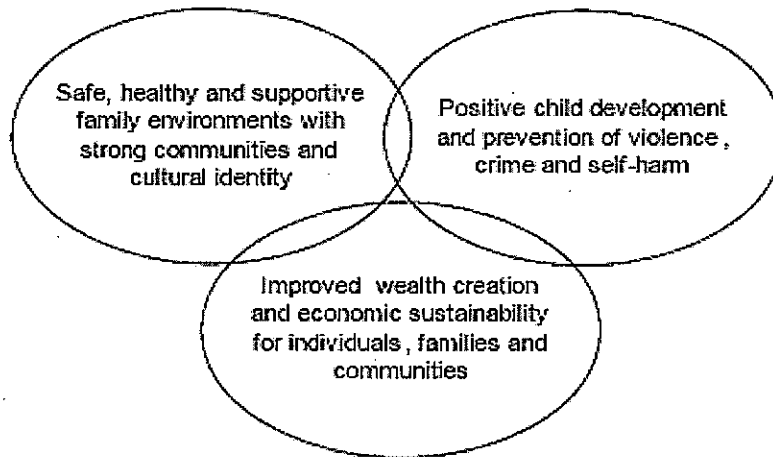 Safe, healthy and supportive
family environments with
strong communities and
cultural identity
Positive child development
and prevention of violence,
crime and self-harm
Improved wealth creation
and economic sustainability
for individuals, families and
communities